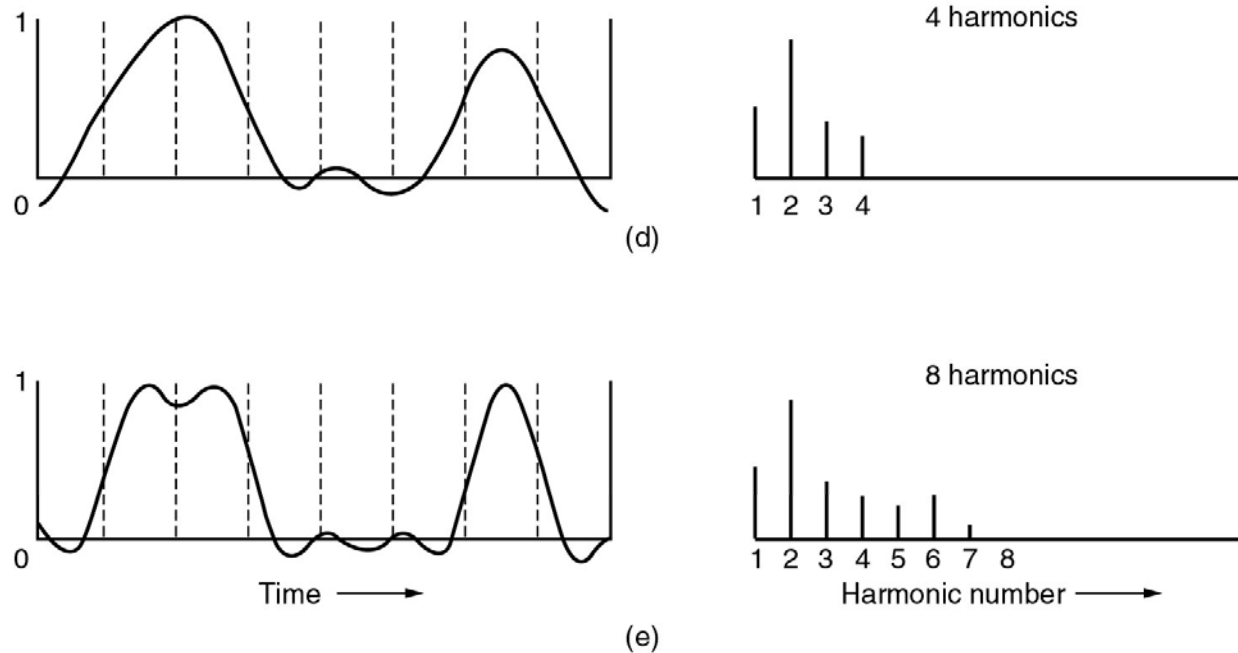 1
4 harmonics
0
1 2 3 4
(d)
1
8 harmonics
0
1 2 3 4 5 6 7 8
Time
Harmonic number
(e)